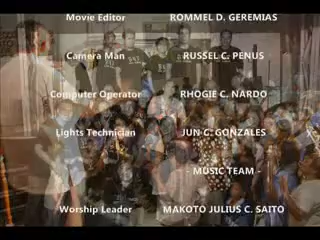 Movie Editor ROMMEL D. GEREMIAS
Camera Man RUSSEL C. PENUS
Computer Operator RHOGIE C. NARDO
Lights Technician JUN C. GONZALES
- MUSIC TEAM -
Worship Leader MAKOTO JULIUS C. SAITO